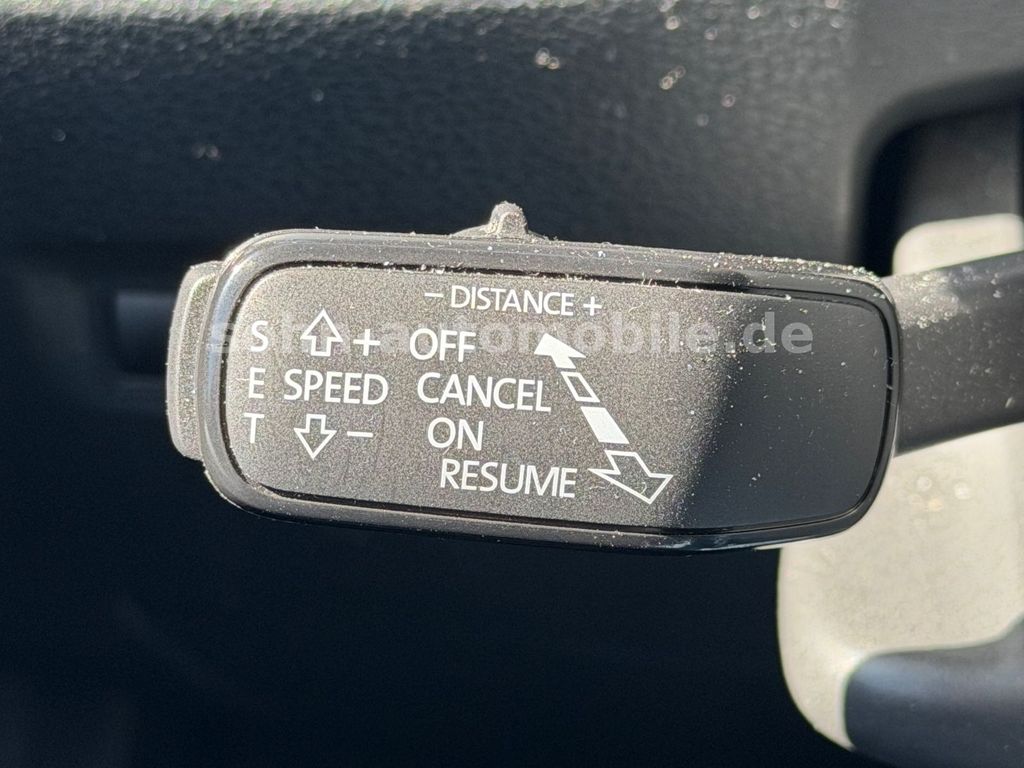 – DISTANCE +
S + OFF
E SPEED CANCEL
T – ON
RESUME